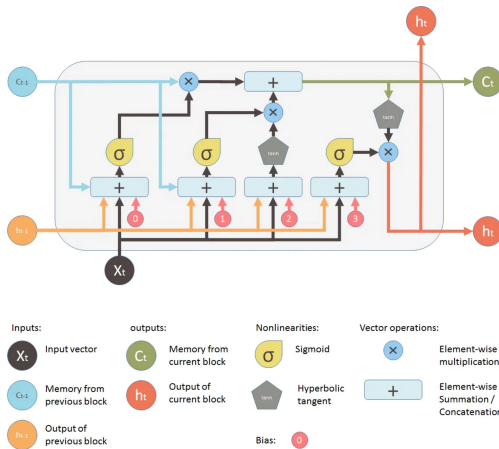 hₜ
Cₜ₋₁
×
+
Cₜ
tanh
×
σ
σ
tanh
σ
×
+
+
+
+
0
1
2
3
hₜ₋₁
hₜ
Xₜ
Inputs:
outputs:
Nonlinearities:
Vector operations:
Xₜ
Input vector
Cₜ
Memory from
current block
σ
Sigmoid
×
Element-wise
multiplication
Cₜ₋₁
Memory from
previous block
hₜ
Output of
current block
tanh
Hyperbolic
tangent
+
Element-wise
Summation /
Concatenation
hₜ₋₁
Output of
previous block
Bias:
0